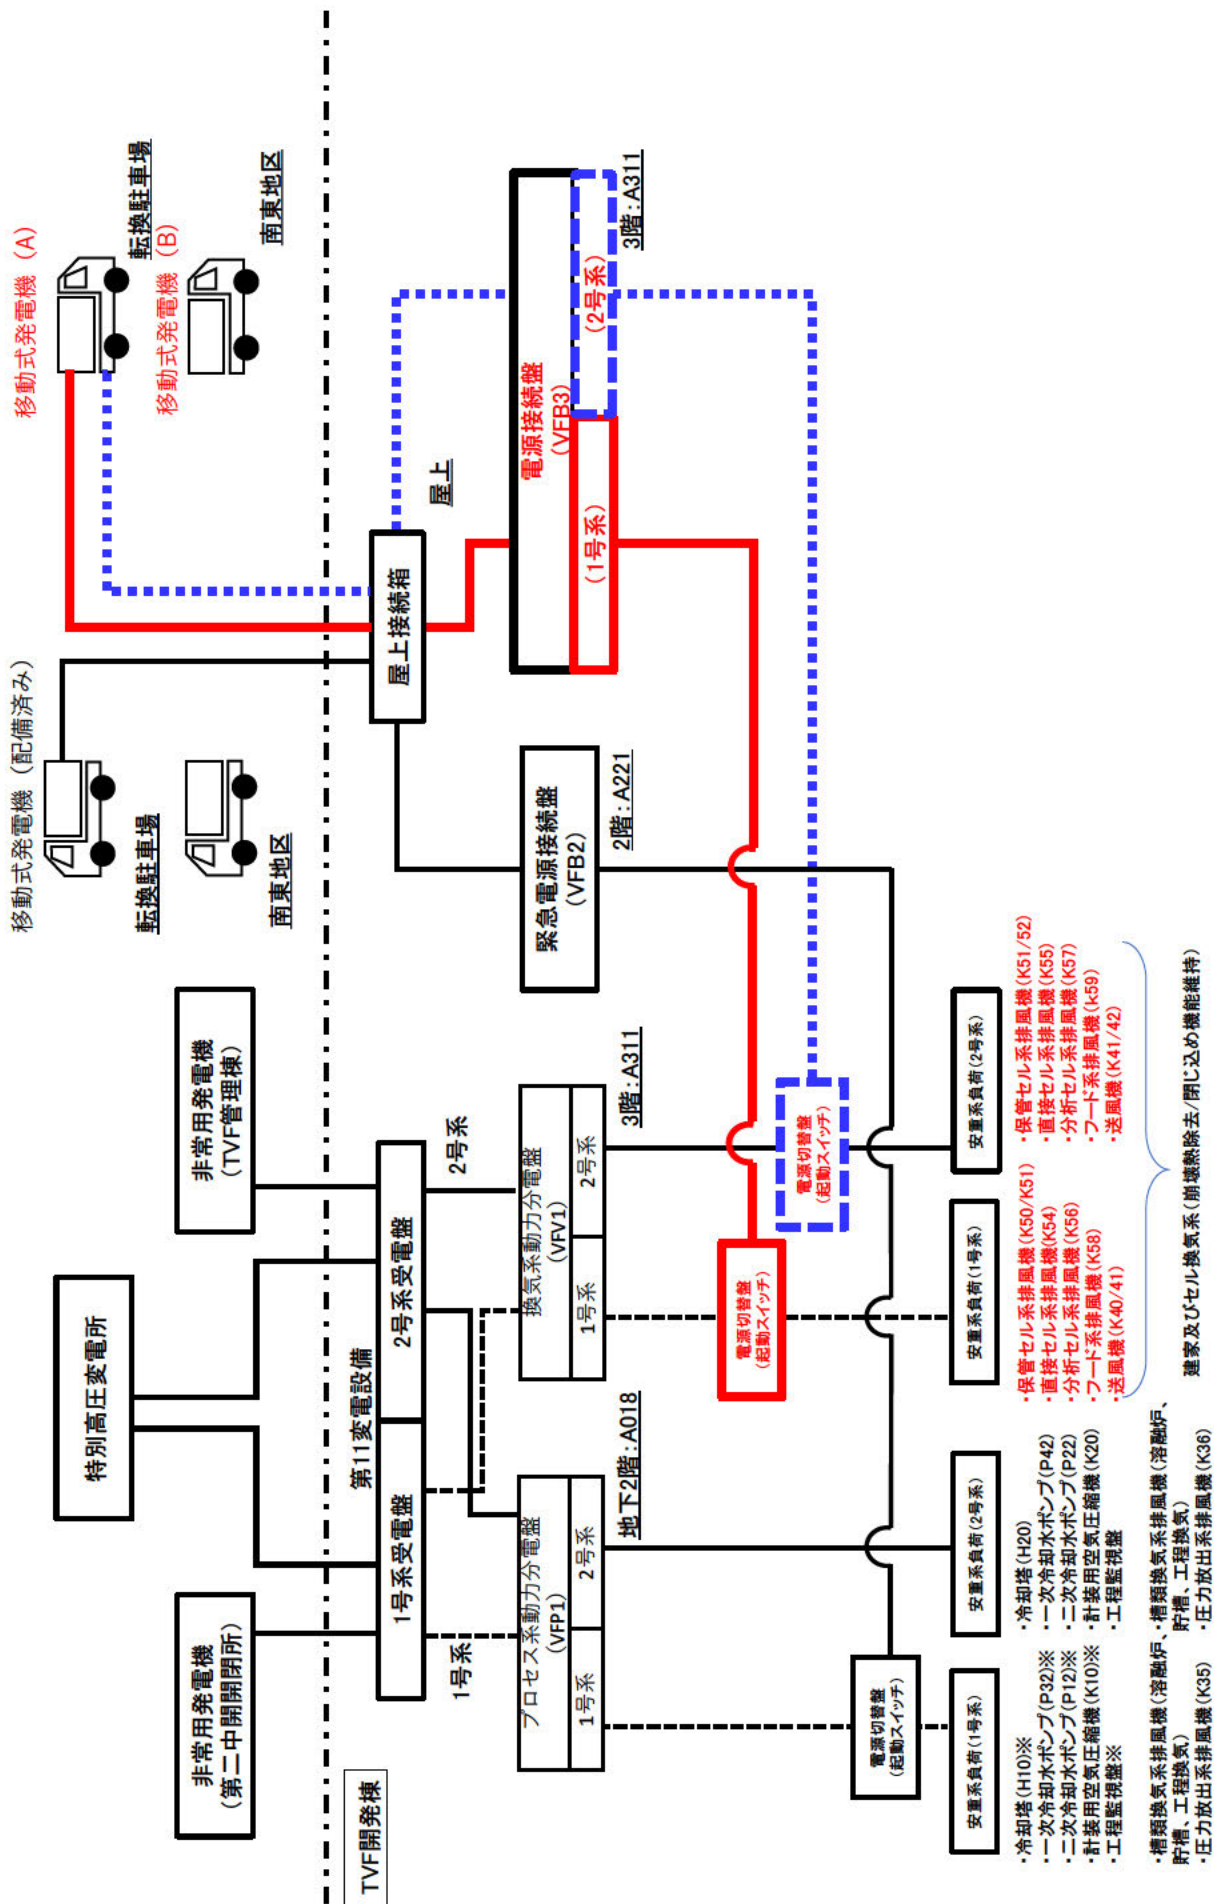 移動式発電機（配備済み）
転換駐車場
南東地区
移動式発電機（A）
転換駐車場
移動式発電機（B）
南東地区
特別高圧変電所
非常用発電機
（第二中間開閉所）
非常用発電機
（TVF管理棟）
TVF開発棟
第11変電設備
1号系受電盤
2号系受電盤
1号系
2号系
屋上接続箱
屋上
プロセス系動力分電盤
(VFP1)
1号系
2号系
地下2階:A018
換気系動力分電盤
(VFV1)
1号系
2号系
3階:A311
緊急電源接続盤
(VFB2)
2階:A221
電源接続盤
(VFB3)
(1号系)
(2号系)
3階:A311
電源切替盤
(起動スイッチ)
電源切替盤
(起動スイッチ)
電源切替盤
(起動スイッチ)
安重系負荷(1号系)
・冷却塔(H10)※
・一次冷却水ポンプ(P32)※
・二次冷却水ポンプ(P12)※
・計装用空気圧縮機(K10)※
・工程監視盤※
・槽類換気系排風機(溶融炉、
貯槽、工程換気)
・圧力放出系排風機(K35)
安重系負荷(2号系)
・冷却塔(H20)
・一次冷却水ポンプ(P42)
・二次冷却水ポンプ(P22)
・計装用空気圧縮機(K20)
・工程監視盤
・槽類換気系排風機(溶融炉、
貯槽、工程換気)
・圧力放出系排風機(K36)
安重系負荷(1号系)
・保管セル系排風機(K50/K51)
・直接セル系排風機(K54)
・分析セル系排風機(K56)
・フード系排風機(K58)
・送風機(K40/41)
安重系負荷(2号系)
・保管セル系排風機(K51/52)
・直接セル系排風機(K55)
・分析セル系排風機(K57)
・フード系排風機(k59)
・送風機(K41/42)
建家及びセル換気系(崩壊熱除去/閉じ込め機能維持)